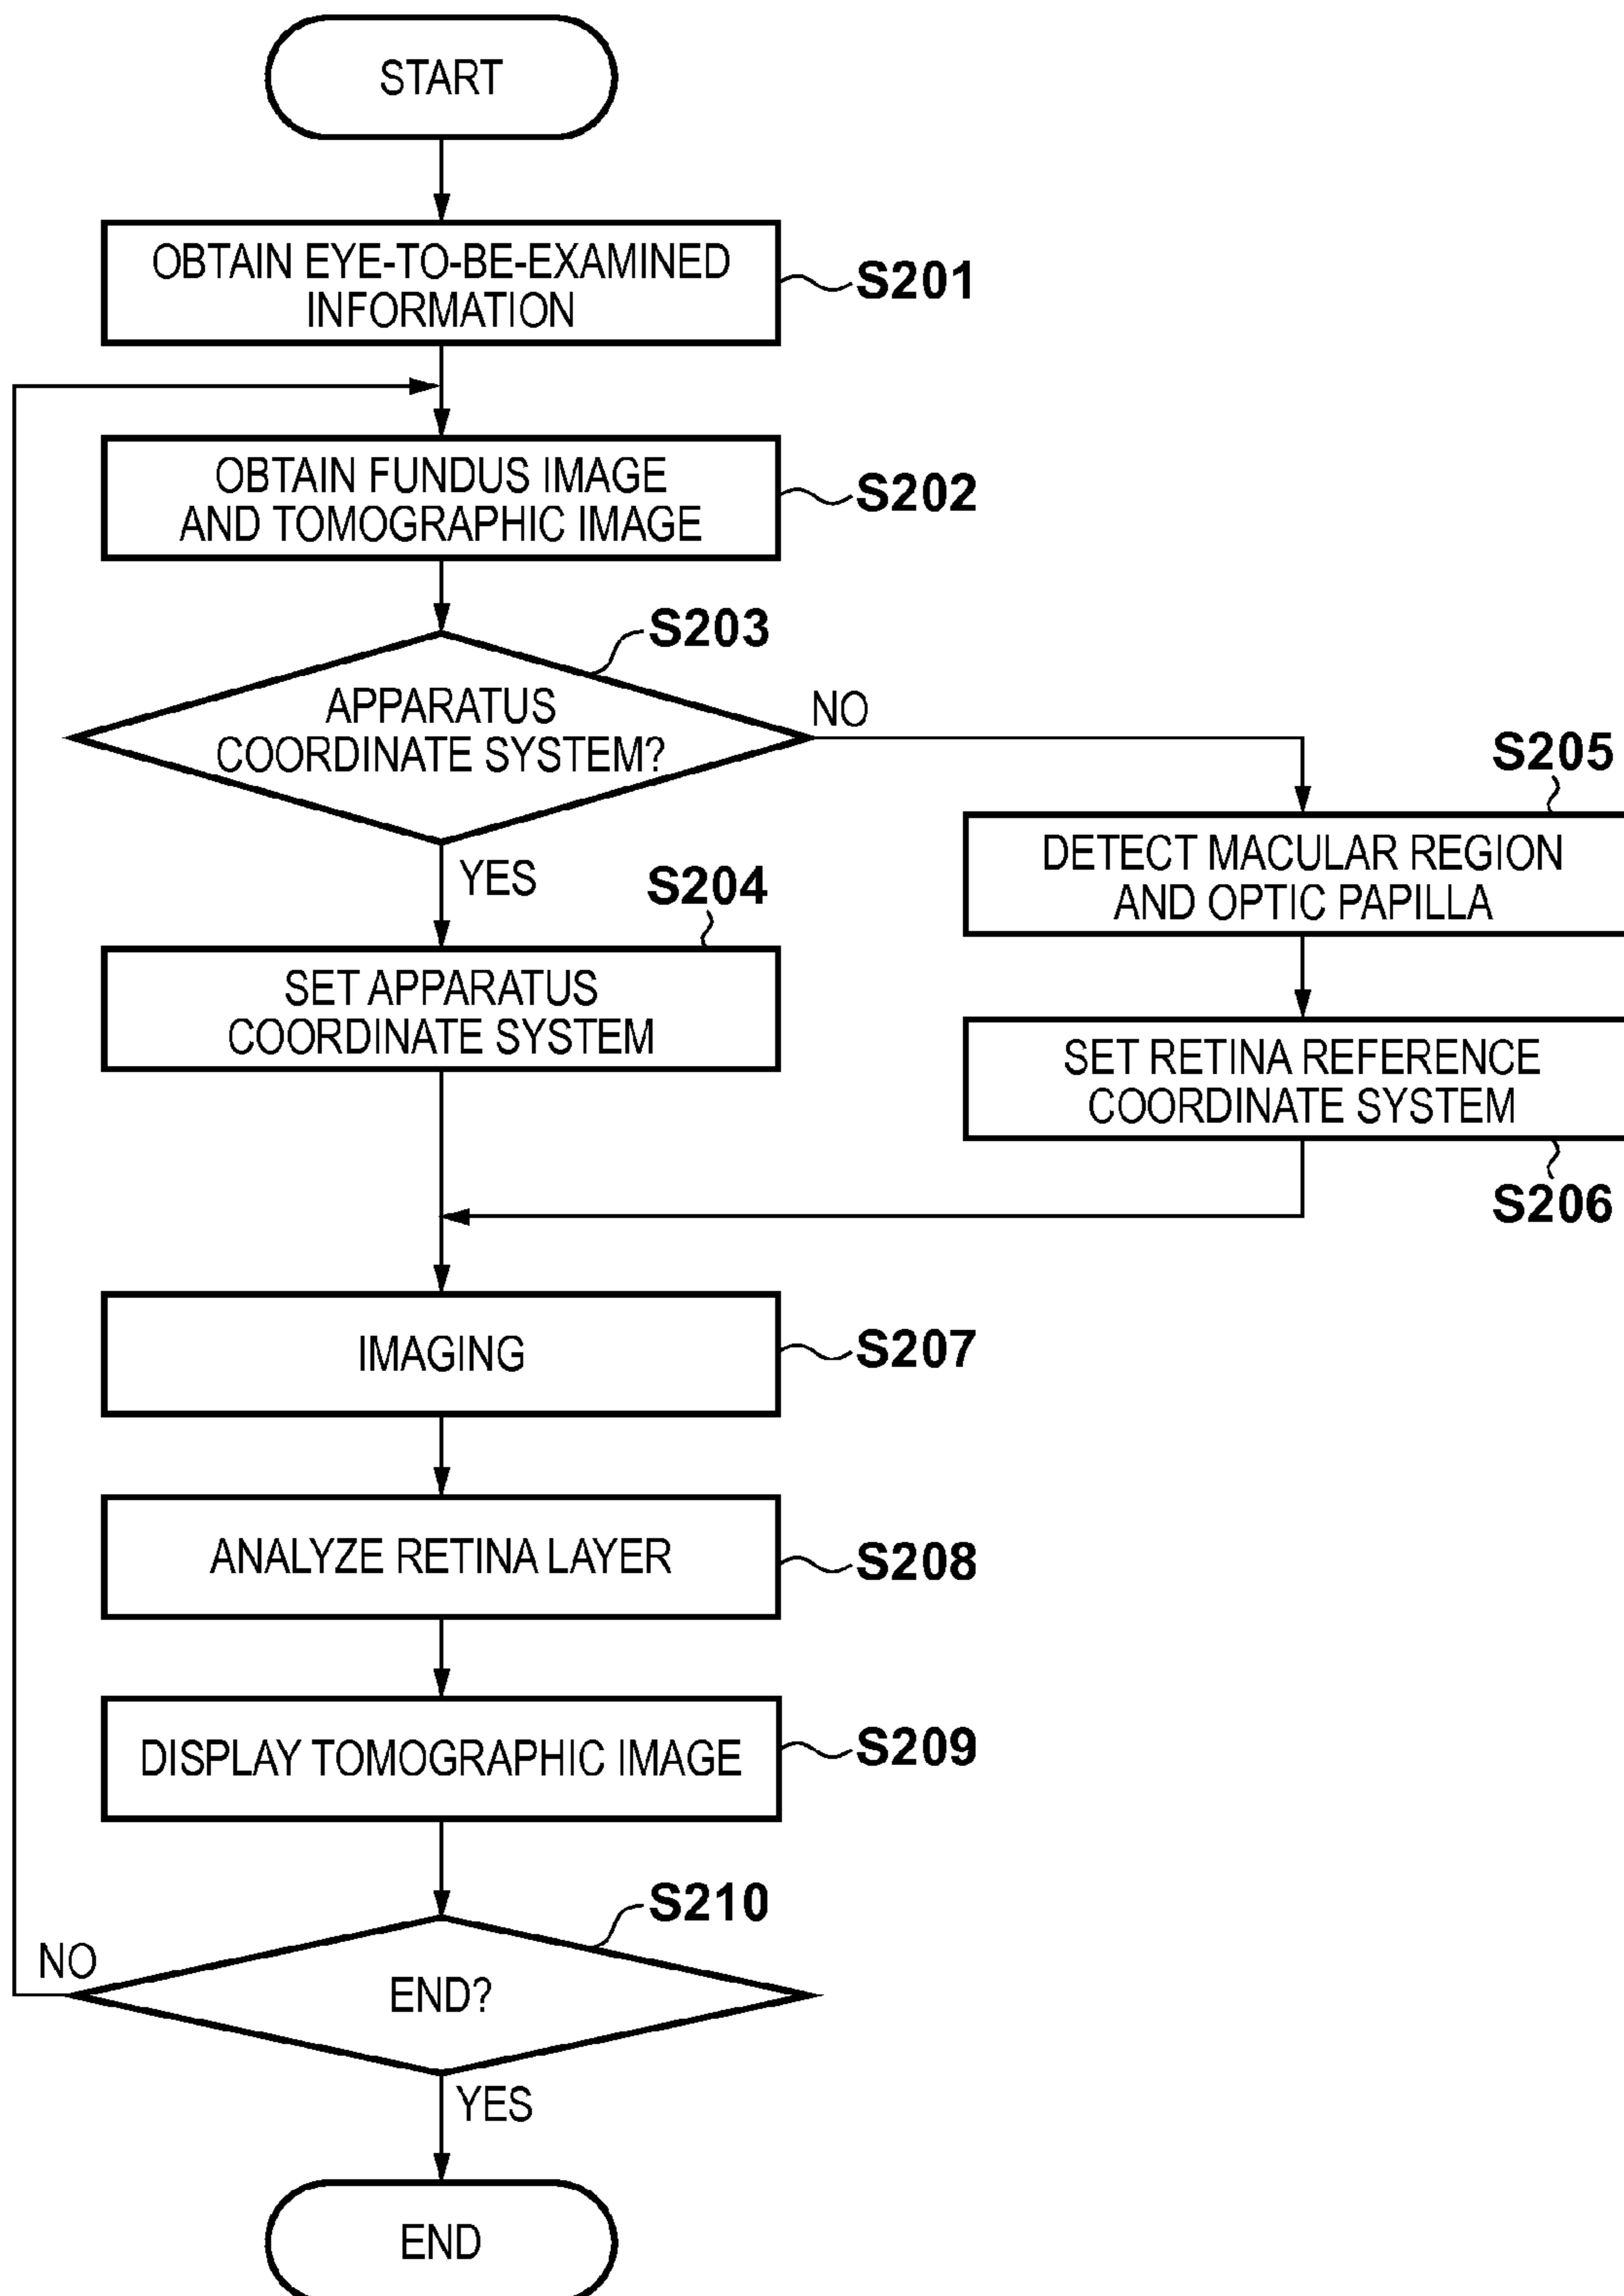 START
OBTAIN EYE-TO-BE-EXAMINED
INFORMATION
S201
OBTAIN FUNDUS IMAGE
AND TOMOGRAPHIC IMAGE
S202
S203
APPARATUS
COORDINATE SYSTEM?
NO
YES
S204
SET APPARATUS
COORDINATE SYSTEM
S205
DETECT MACULAR REGION
AND OPTIC PAPILLA
SET RETINA REFERENCE
COORDINATE SYSTEM
S206
IMAGING
S207
ANALYZE RETINA LAYER
S208
DISPLAY TOMOGRAPHIC IMAGE
S209
S210
END?
NO
YES
END